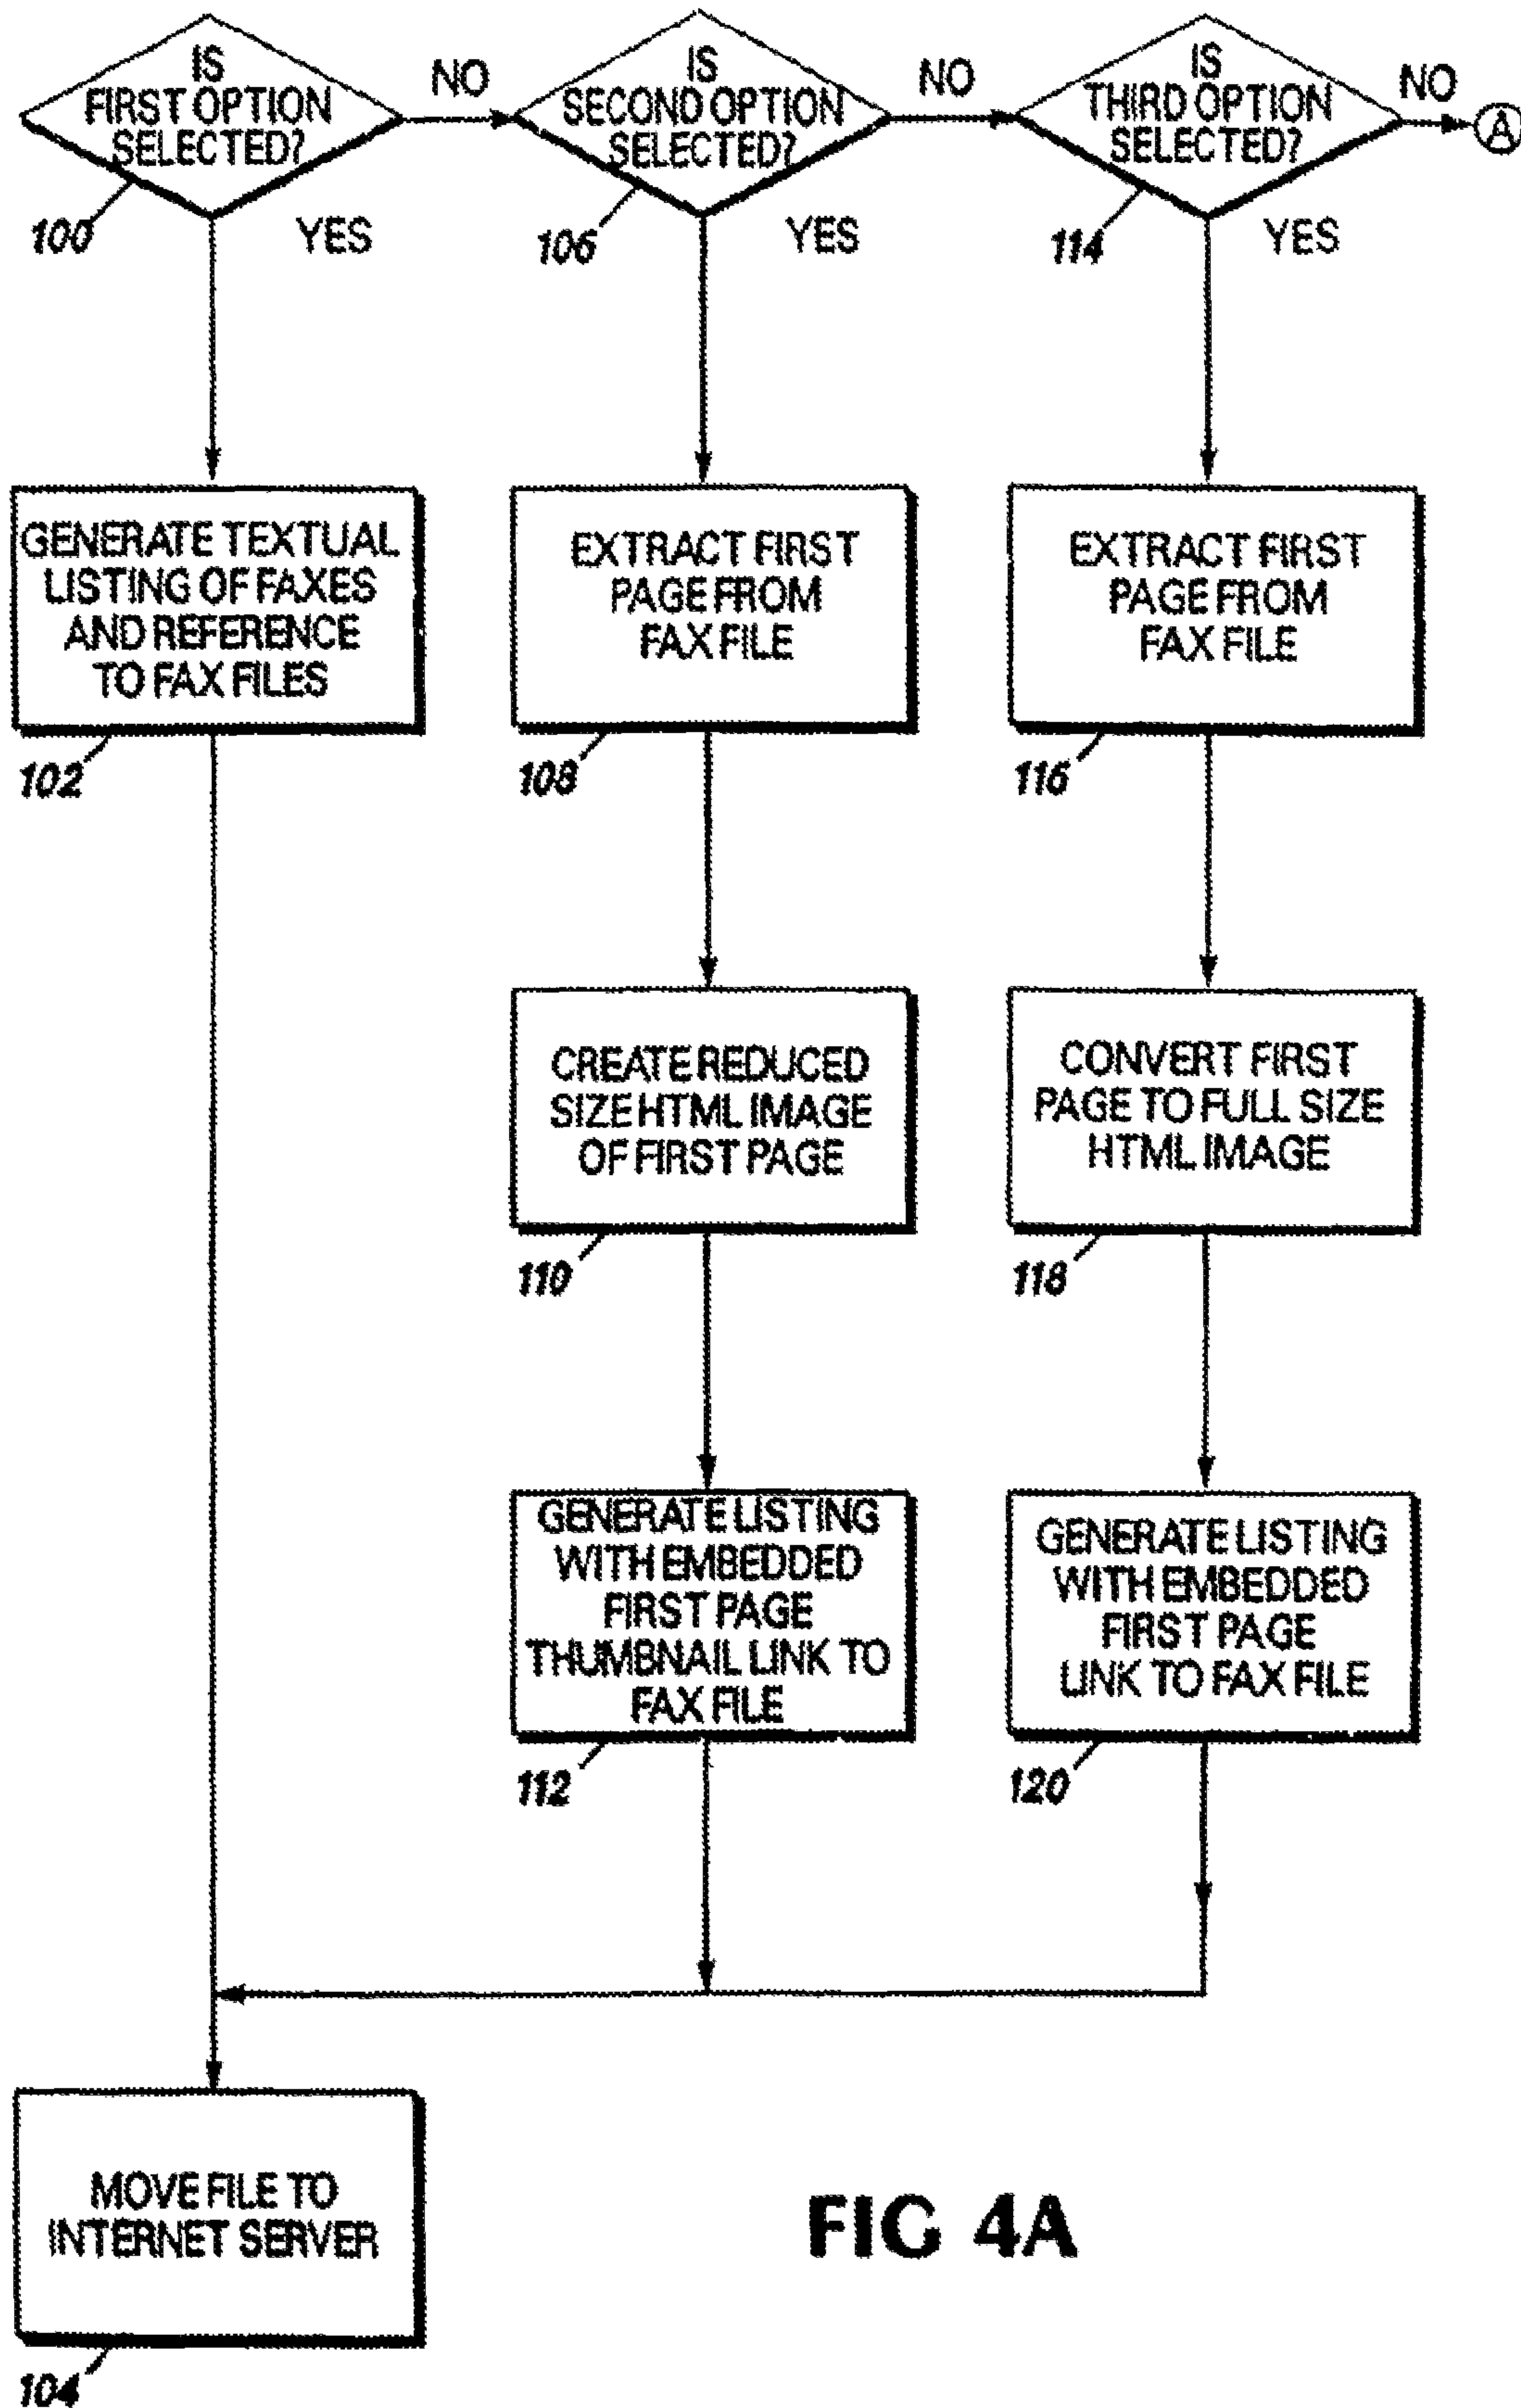 IS
FIRST OPTION
SELECTED?
NO
IS
SECOND OPTION
SELECTED?
NO
IS
THIRD OPTION
SELECTED?
NO
A
100
YES
106
YES
114
YES
GENERATE TEXTUAL
LISTING OF FAXES
AND REFERENCE
TO FAX FILES
102
EXTRACT FIRST
PAGE FROM
FAX FILE
108
EXTRACT FIRST
PAGE FROM
FAX FILE
116
CREATE REDUCED
SIZE HTML IMAGE
OF FIRST PAGE
110
CONVERT FIRST
PAGE TO FULL SIZE
HTML IMAGE
118
GENERATE LISTING
WITH EMBEDDED
FIRST PAGE
THUMBNAIL LINK TO
FAX FILE
112
GENERATE LISTING
WITH EMBEDDED
FIRST PAGE
LINK TO FAX FILE
120
MOVE FILE TO
INTERNET SERVER
104
FIG 4A